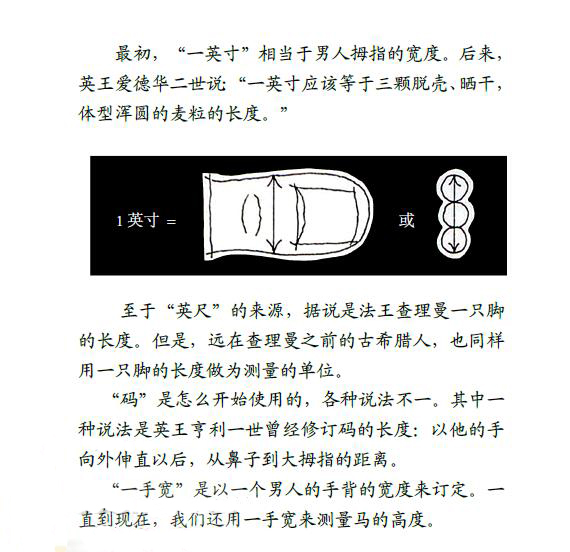 最初，“一英寸”相当于男人拇指的宽度。后来，
英王爱德华二世说：“一英寸应该等于三颗脱壳、晒干，
体型浑圆的麦粒的长度。”
1 英寸 = 或
至于“英尺”的来源，据说是法王查理曼一只脚
的长度。但是，远在查理曼之前的古希腊人，也同样
用一只脚的长度做为测量的单位。
“码”是怎么开始使用的，各种说法不一。其中一
种说法是英王亨利一世曾经修订码的长度：以他的手
向外伸直以后，从鼻子到大拇指的距离。
“一手宽”是以一个男人的手背的宽度来订定。一
直到现在，我们还用一手宽来测量马的高度。